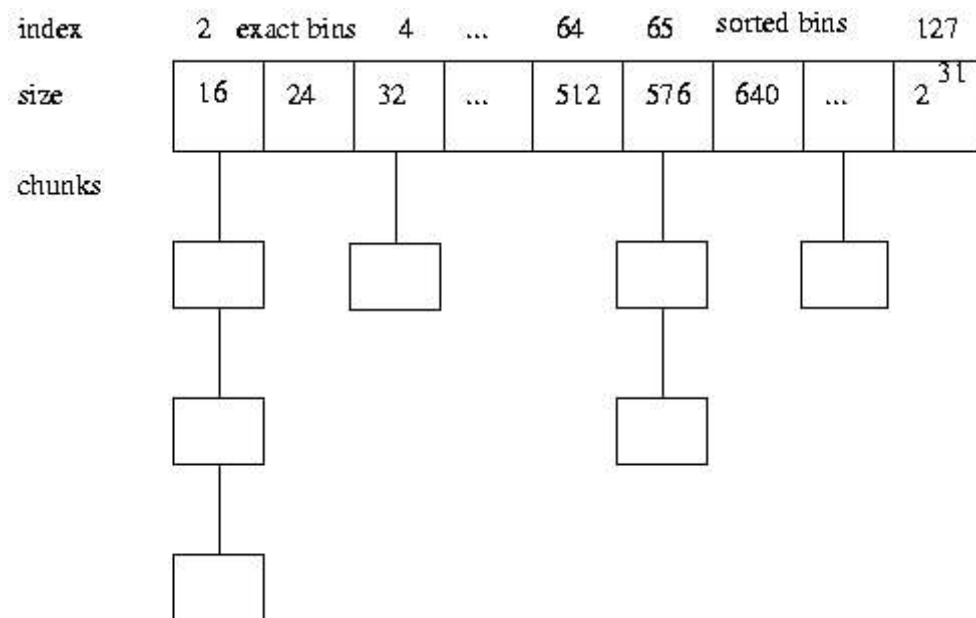 index 2 exact bins 4 ... 64 65 sorted bins 127
size 16 24 32 ... 512 576 640 ... 2 31
chunks